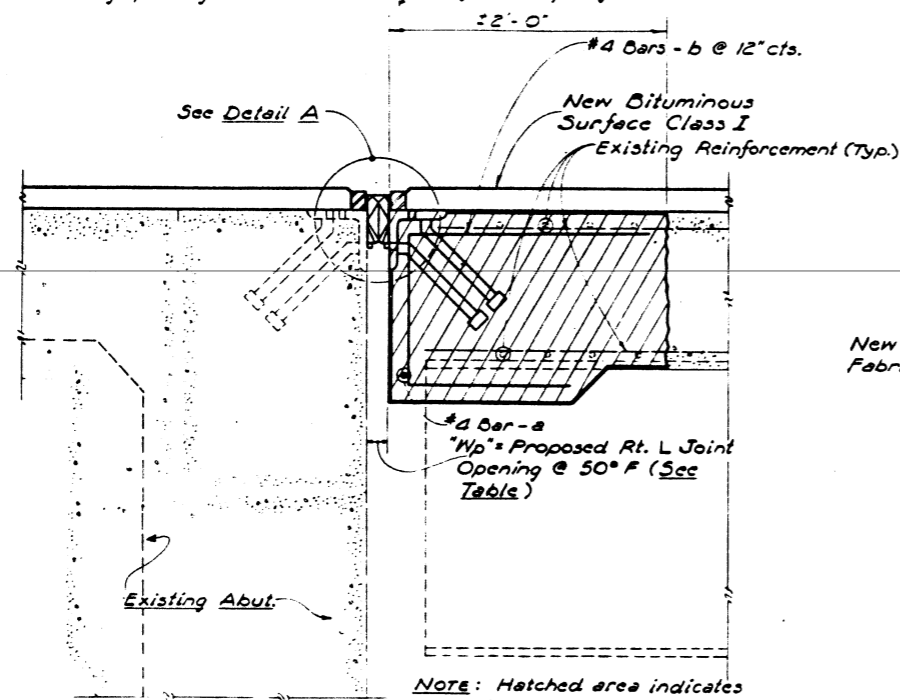 ±2'-0"
#4 Bars - b @ 12" cts.
See Detail A
New Bituminous
Surface Class I
Existing Reinforcement (Typ.)
New
Fabri
#4 Bar - a
"Wp" = Proposed Rt. L Joint
Opening @ 50° F (See
Table)
Existing Abut.
NOTE: Hatched area indicates